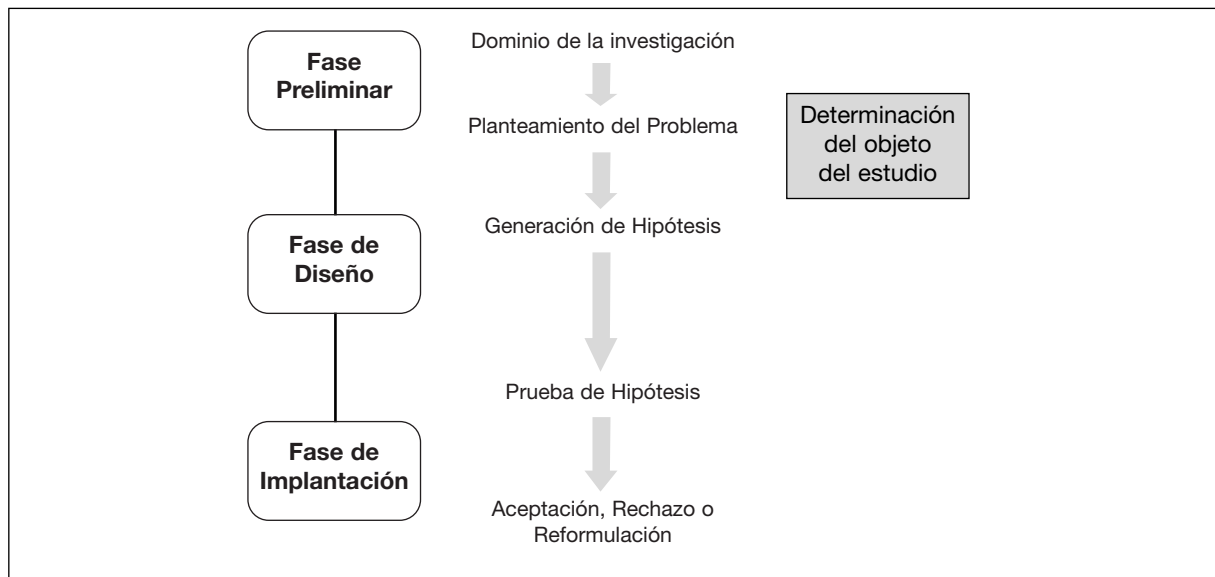 Fase
Preliminar
Fase de
Diseño
Fase de
Implantación
Dominio de la investigación
Planteamiento del Problema
Generación de Hipótesis
Prueba de Hipótesis
Aceptación, Rechazo o
Reformulación
Determinación
del objeto
del estudio